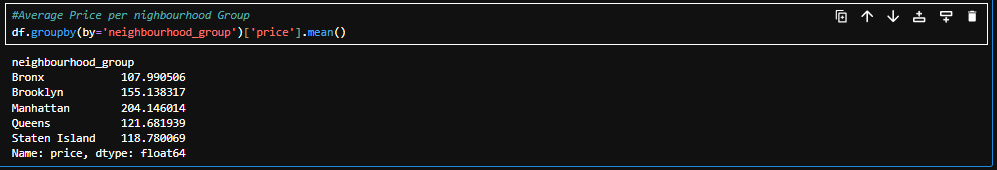 #Average Price per nighbourhood Group
df.groupby(by='neighbourhood_group')['price'].mean()
neighbourhood_group
Bronx 107.990506
Brooklyn 155.138317
Manhattan 204.146014
Queens 121.681939
Staten Island 118.780069
Name: price, dtype: float64